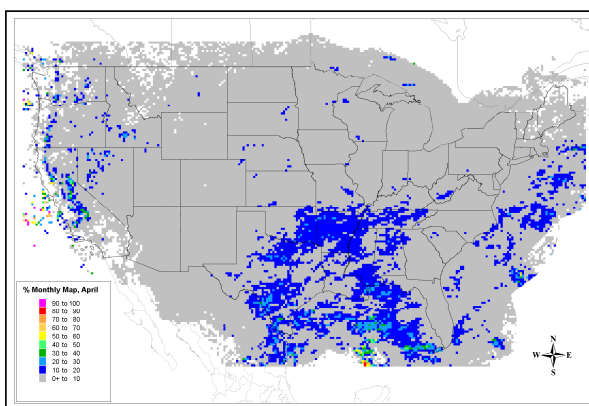 % Monthly Map, April
90 to 100
80 to 90
70 to 80
60 to 70
50 to 60
40 to 50
30 to 40
20 to 30
10 to 20
0+ to 10
N
W E
S